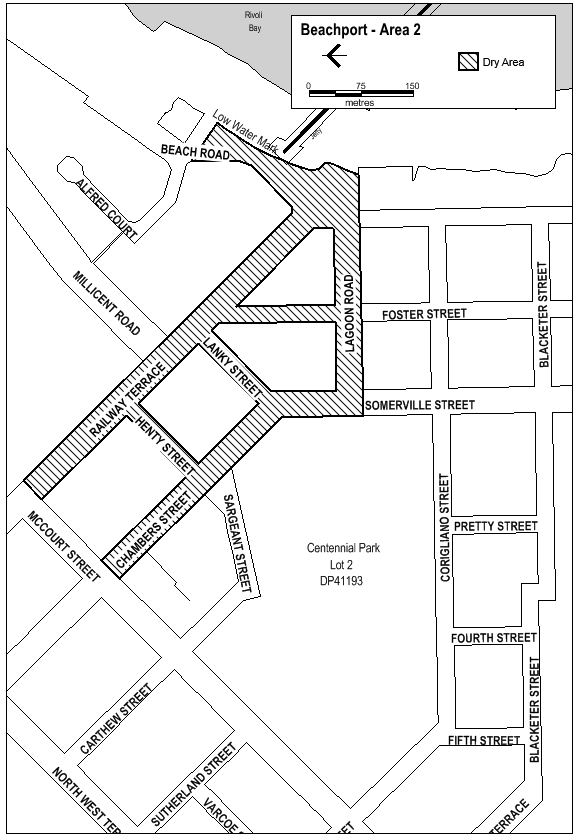 Rivoli
Bay
Beachport - Area 2
Dry Area
0 75 150
metres
Low Water Mark
Jetty
BEACH ROAD
ALFRED COURT
MILLICENT ROAD
LAGOON ROAD
FOSTER STREET
BLACKETER STREET
LANKY STREET
RAILWAY TERRACE
HENTY STREET
SOMERVILLE STREET
CHAMBERS STREET
SARGEANT STREET
MCCOURT STREET
CORIGLIANO STREET
PRETTY STREET
Centennial Park
Lot 2
DP41193
FOURTH STREET
BLACKETER STREET
FIFTH STREET
CARTHEW STREET
SUTHERLAND STREET
NORTH WEST TER
VARCOE S
EET
TERRACE